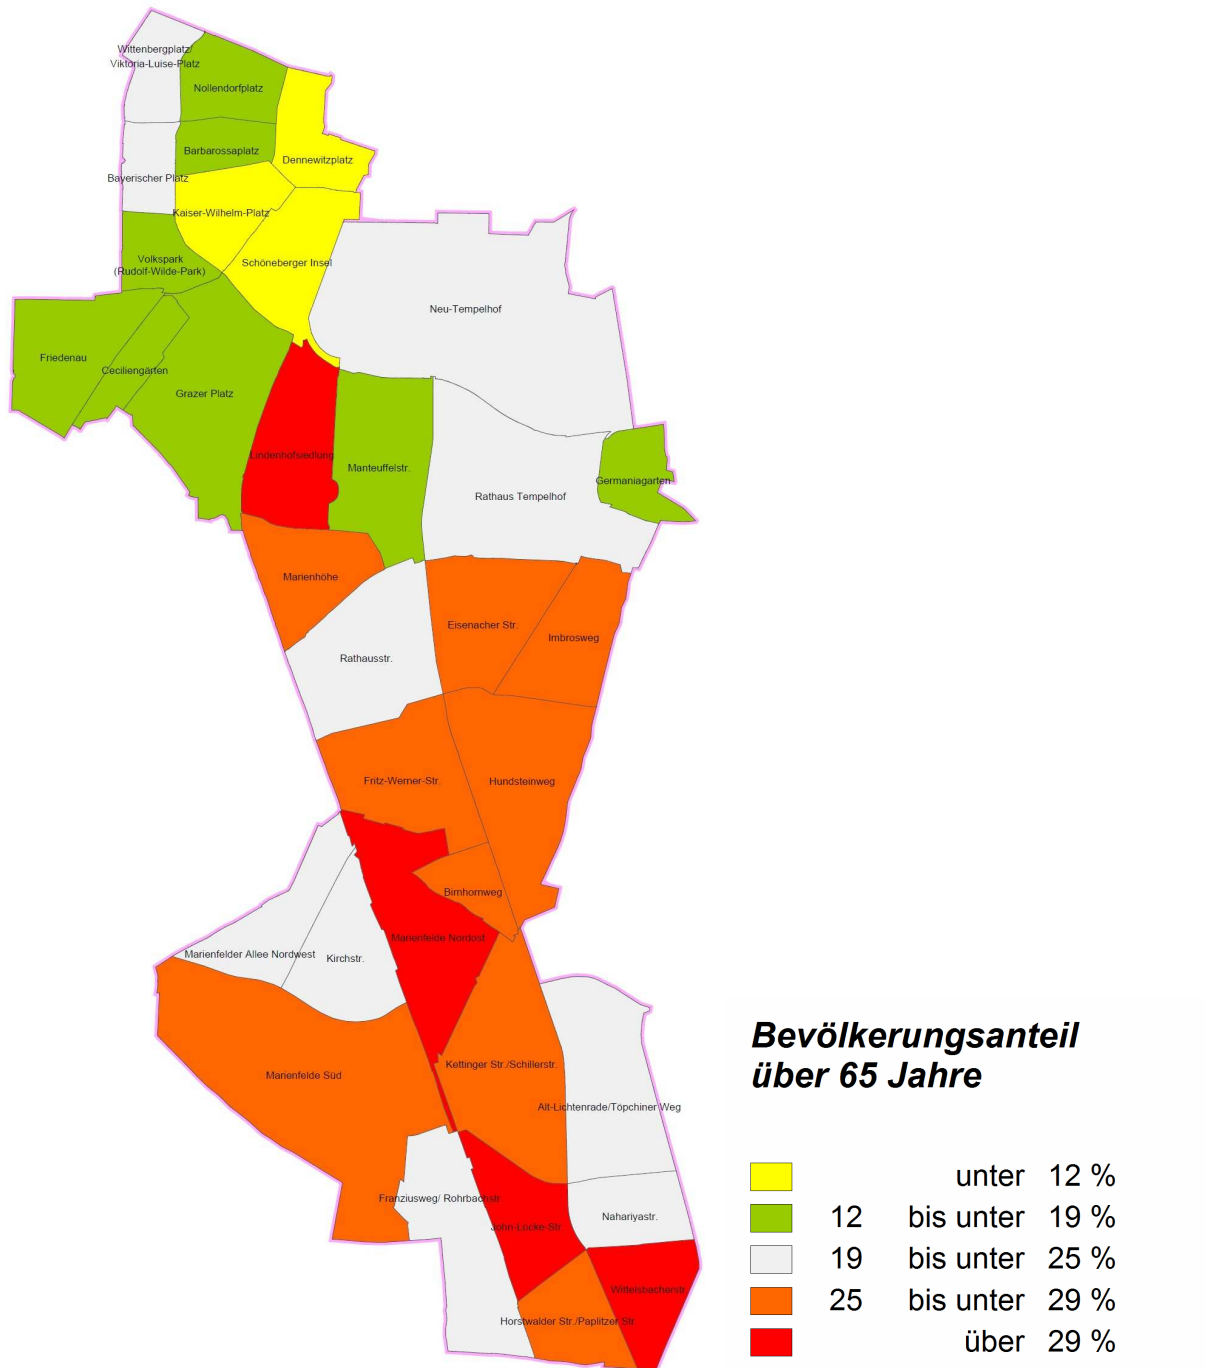 Wittenbergplatz/
Viktoria-Luise-Platz
Nollendorfplatz
Barbarossaplatz
Dennewitzplatz
Bayerischer Platz
Kaiser-Wilhelm-Platz
Volkspark
(Rudolf-Wilde-Park)
Schöneberger Insel
Neu-Tempelhof
Friedenau
Ceciliengärten
Grazer Platz
Lindenhofsiedlung
Manteuffelstr.
Rathaus Tempelhof
Germaniagarten
Marienhöhe
Eisenacher Str.
Imbrosweg
Rathausstr.
Fritz-Werner-Str.
Hundsteinweg
Birnhornweg
Marienfelde Nordost
Marienfelder Allee Nordwest
Kirchstr.
Kettinger Str./Schillerstr.
Marienfelde Süd
Alt-Lichtenrade/Töpchiner Weg
Franziusweg/ Rohrbachstr.
Nahariyastr.
John-Locke-Str.
Wittelsbacherstr.
Horstwalder Str./Paplitzer Str.
Bevölkerungsanteil
über 65 Jahre
unter 12 %
12 bis unter 19 %
19 bis unter 25 %
25 bis unter 29 %
über 29 %